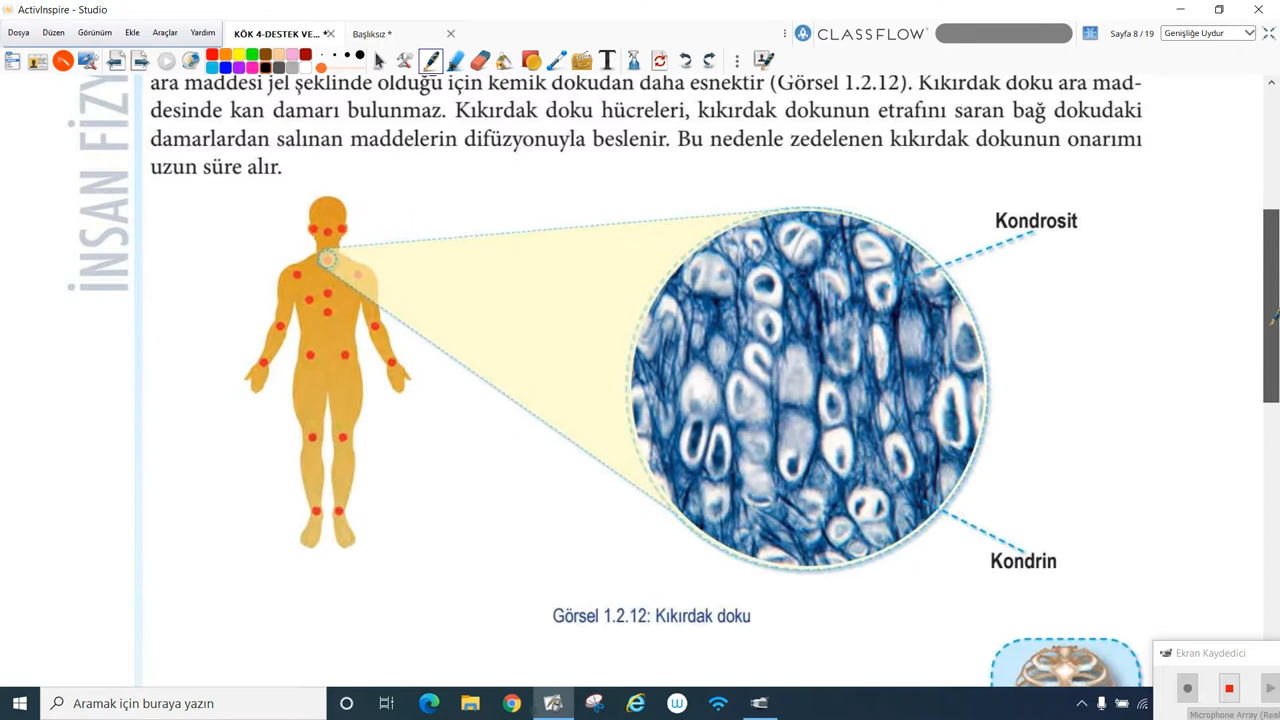 ActivInspire - Studio
Dosya Düzen Görünüm Ekle Araçlar Yardım
KÖK 4-DESTEK VE...*
Başlıksız *
CLASSFLOW
Sayfa 8 / 19
Genişliğe Uydur
ara maddesi jel şeklinde olduğu için kemik dokudan daha esnektir (Görsel 1.2.12). Kıkırdak doku ara mad-
desinde kan damarı bulunmaz. Kıkırdak doku hücreleri, kıkırdak dokunun etrafını saran bağ dokudaki
damarlardan salınan maddelerin difüzyonuyla beslenir. Bu nedenle zedelenen kıkırdak dokunun onarımı
uzun süre alır.
İNSAN FİZY
Kondrosit
Kondrin
Görsel 1.2.12: Kıkırdak doku
Ekran Kaydedici
Microphone Array (Real
Aramak için buraya yazın